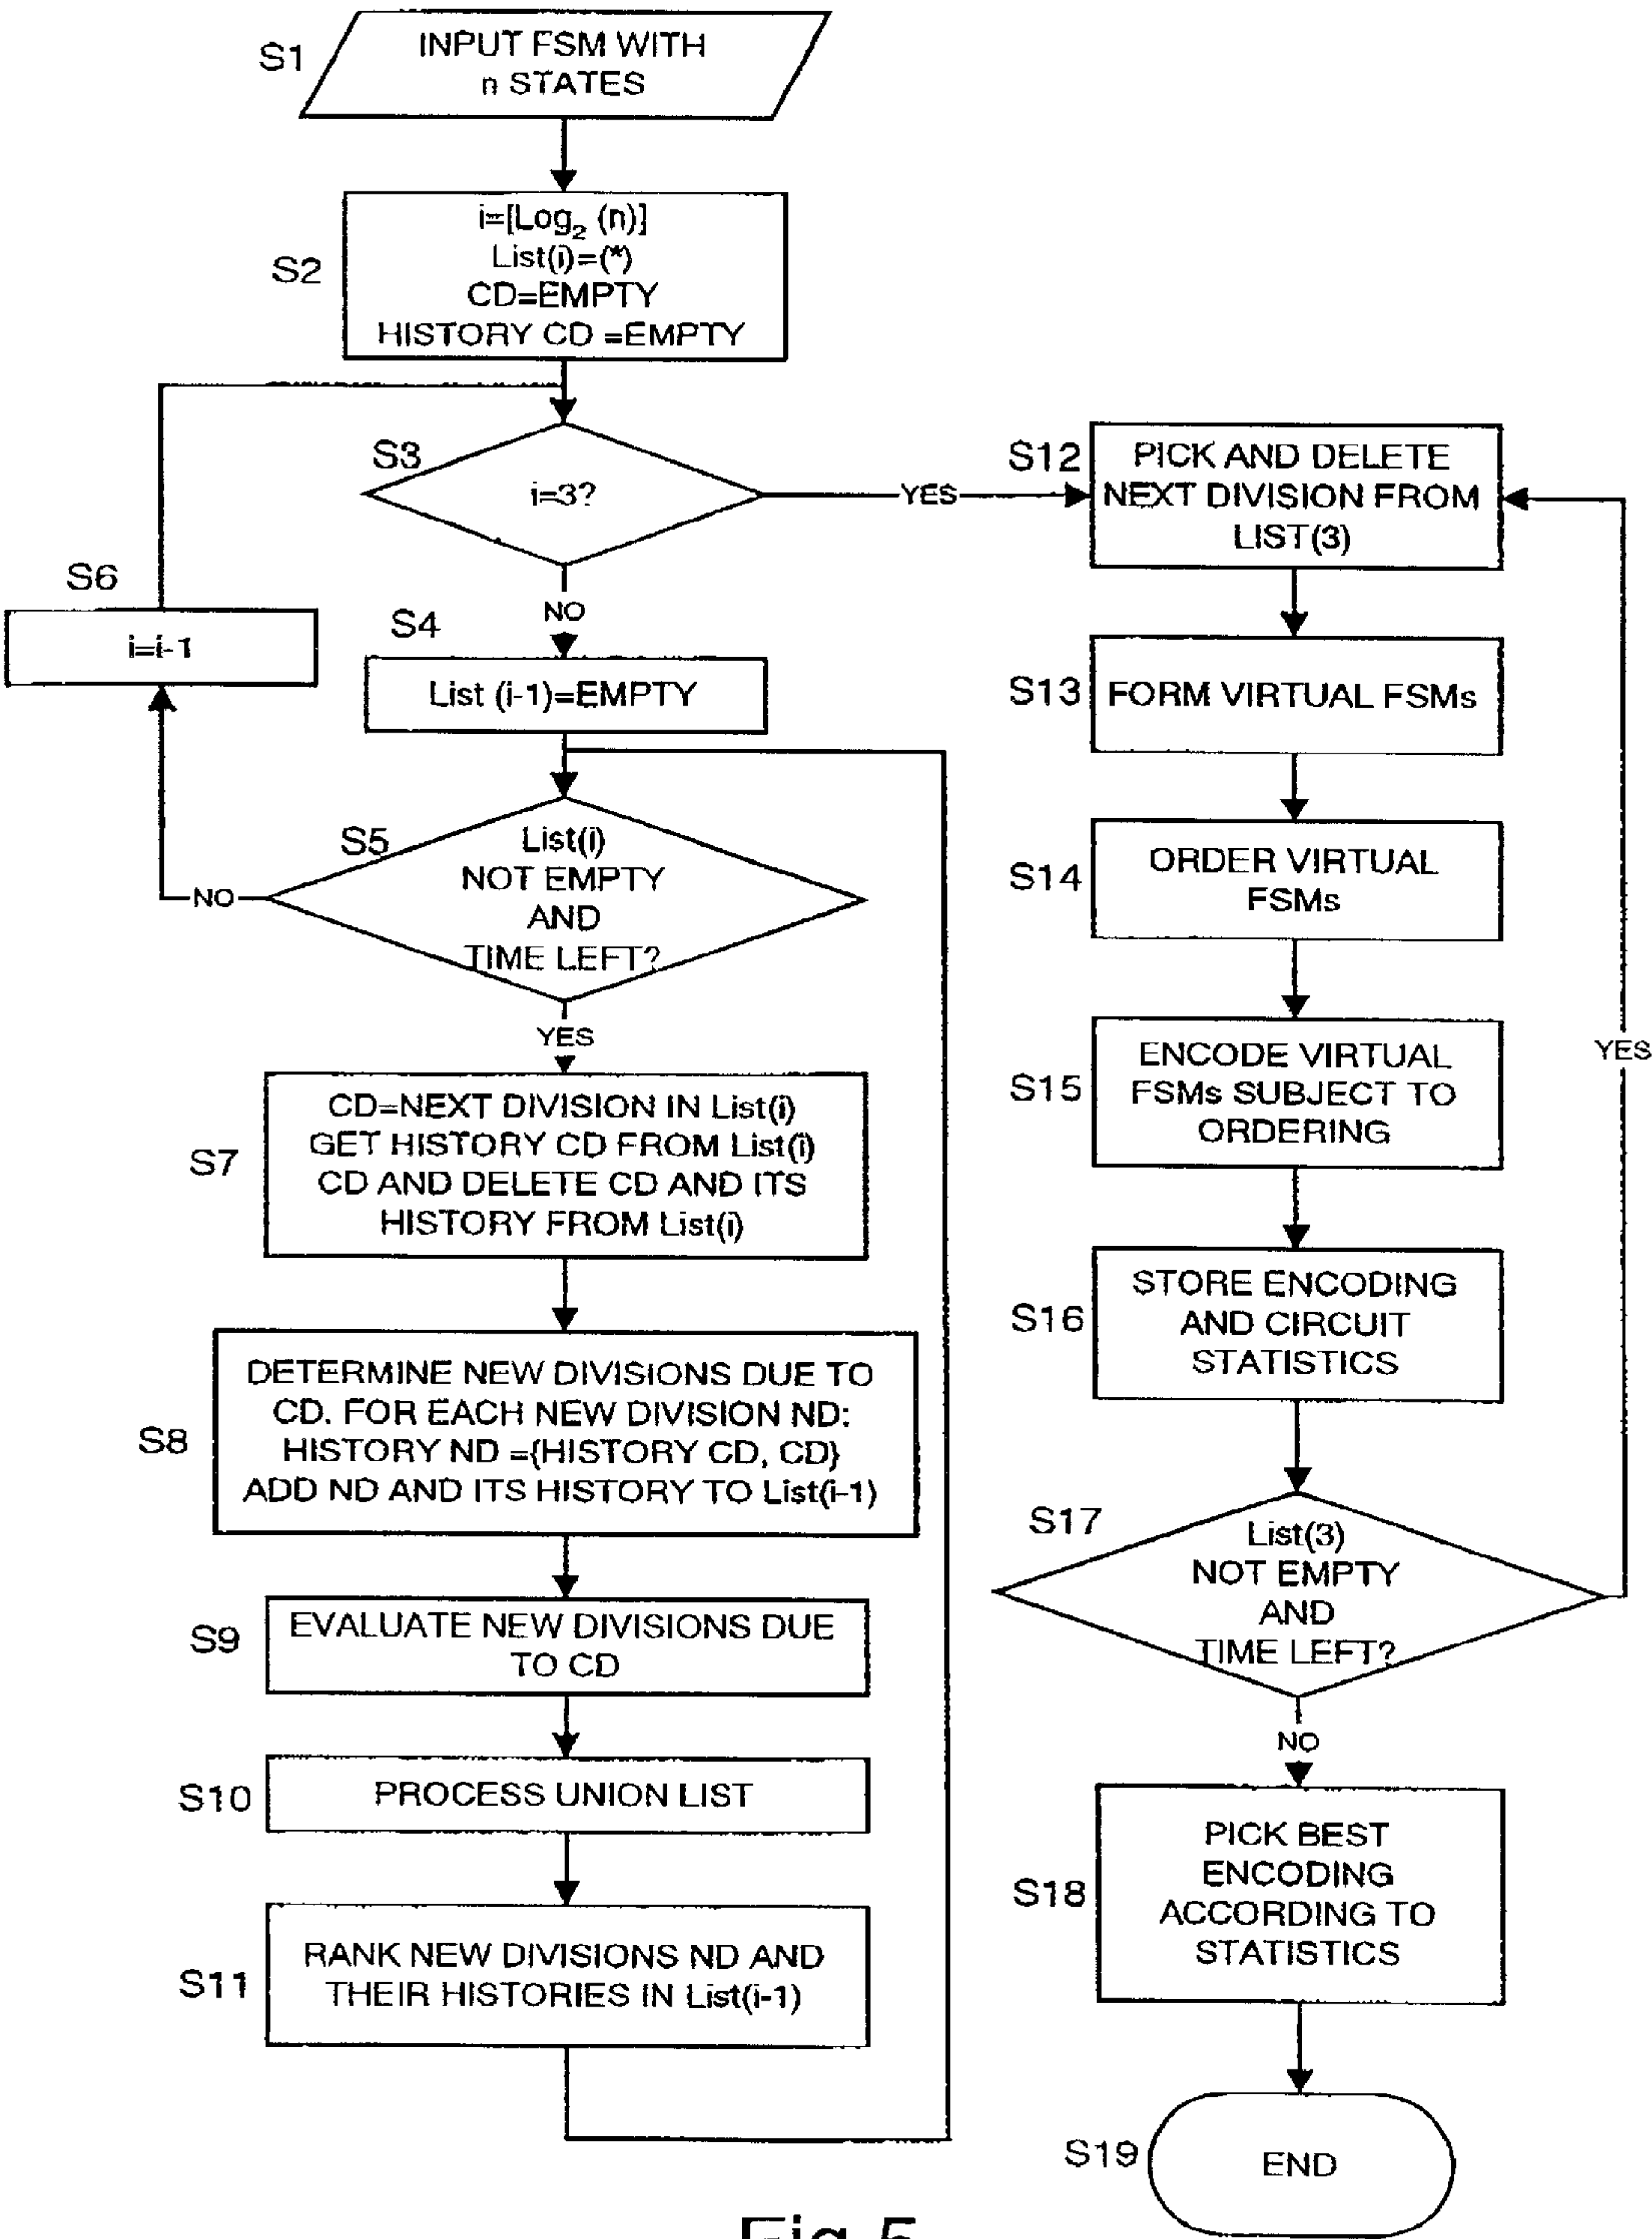 S1
INPUT FSM WITH
n STATES
S2
i=[Log₂ (n)]
List(i)=(*)
CD=EMPTY
HISTORY CD =EMPTY
S3
i=3?
YES
NO
S4
List (i-1)=EMPTY
S5
List(i)
NOT EMPTY
AND
TIME LEFT?
NO
S6
i=i-1
YES
S7
CD=NEXT DIVISION IN List(i)
GET HISTORY CD FROM List(i)
CD AND DELETE CD AND ITS
HISTORY FROM List(i)
S8
DETERMINE NEW DIVISIONS DUE TO
CD. FOR EACH NEW DIVISION ND:
HISTORY ND ={HISTORY CD, CD}
ADD ND AND ITS HISTORY TO List(i-1)
S9
EVALUATE NEW DIVISIONS DUE
TO CD
S10
PROCESS UNION LIST
S11
RANK NEW DIVISIONS ND AND
THEIR HISTORIES IN List(i-1)
S12
PICK AND DELETE
NEXT DIVISION FROM
LIST(3)
S13
FORM VIRTUAL FSMs
S14
ORDER VIRTUAL
FSMs
S15
ENCODE VIRTUAL
FSMs SUBJECT TO
ORDERING
S16
STORE ENCODING
AND CIRCUIT
STATISTICS
S17
List(3)
NOT EMPTY
AND
TIME LEFT?
YES
NO
S18
PICK BEST
ENCODING
ACCORDING TO
STATISTICS
S19
END
Fig 5